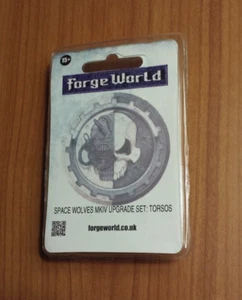 15+
Forge World
SPACE WOLVES MKIV UPGRADE SET: TORSOS
forgeworld.co.uk